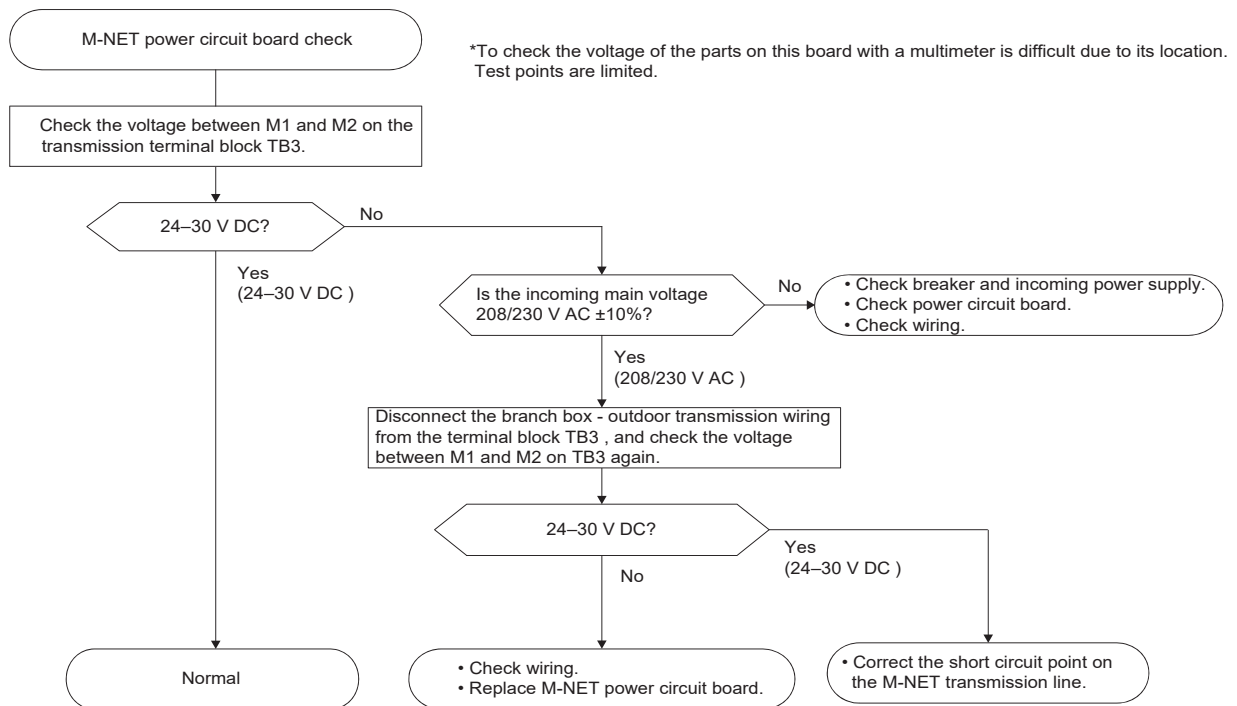 M-NET power circuit board check
*To check the voltage of the parts on this board with a multimeter is difficult due to its location.
Test points are limited.
Check the voltage between M1 and M2 on the
transmission terminal block TB3.
24–30 V DC?
No
Yes
(24–30 V DC )
Is the incoming main voltage
208/230 V AC ±10%?
No
• Check breaker and incoming power supply.
• Check power circuit board.
• Check wiring.
Yes
(208/230 V AC )
Disconnect the branch box - outdoor transmission wiring
from the terminal block TB3 , and check the voltage
between M1 and M2 on TB3 again.
24–30 V DC?
Yes
(24–30 V DC )
No
Normal
• Check wiring.
• Replace M-NET power circuit board.
• Correct the short circuit point on
the M-NET transmission line.